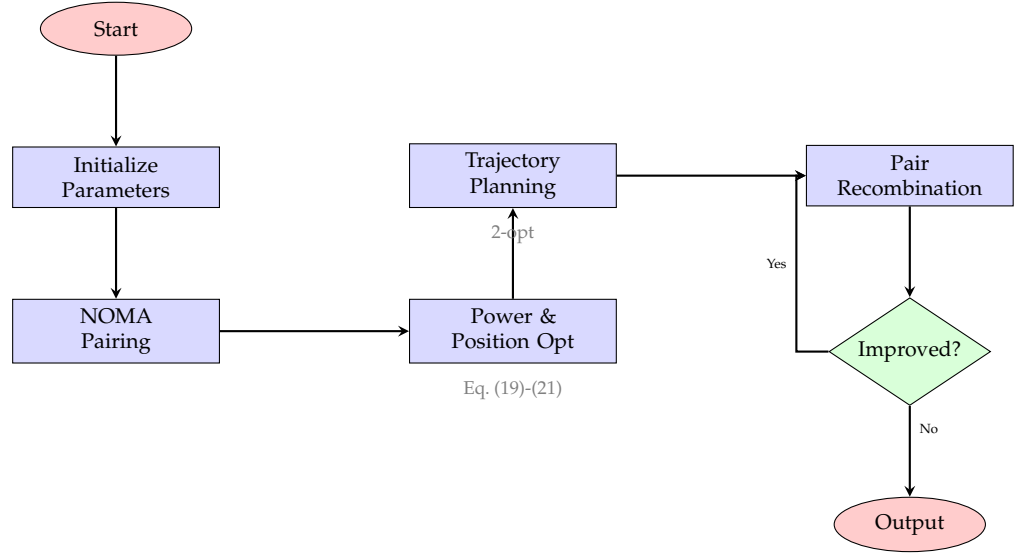 Start
Initialize
Parameters
NOMA
Pairing
Power &
Position Opt
Eq. (19)-(21)
Trajectory
Planning
2-opt
Pair
Recombination
Yes
Improved?
No
Output